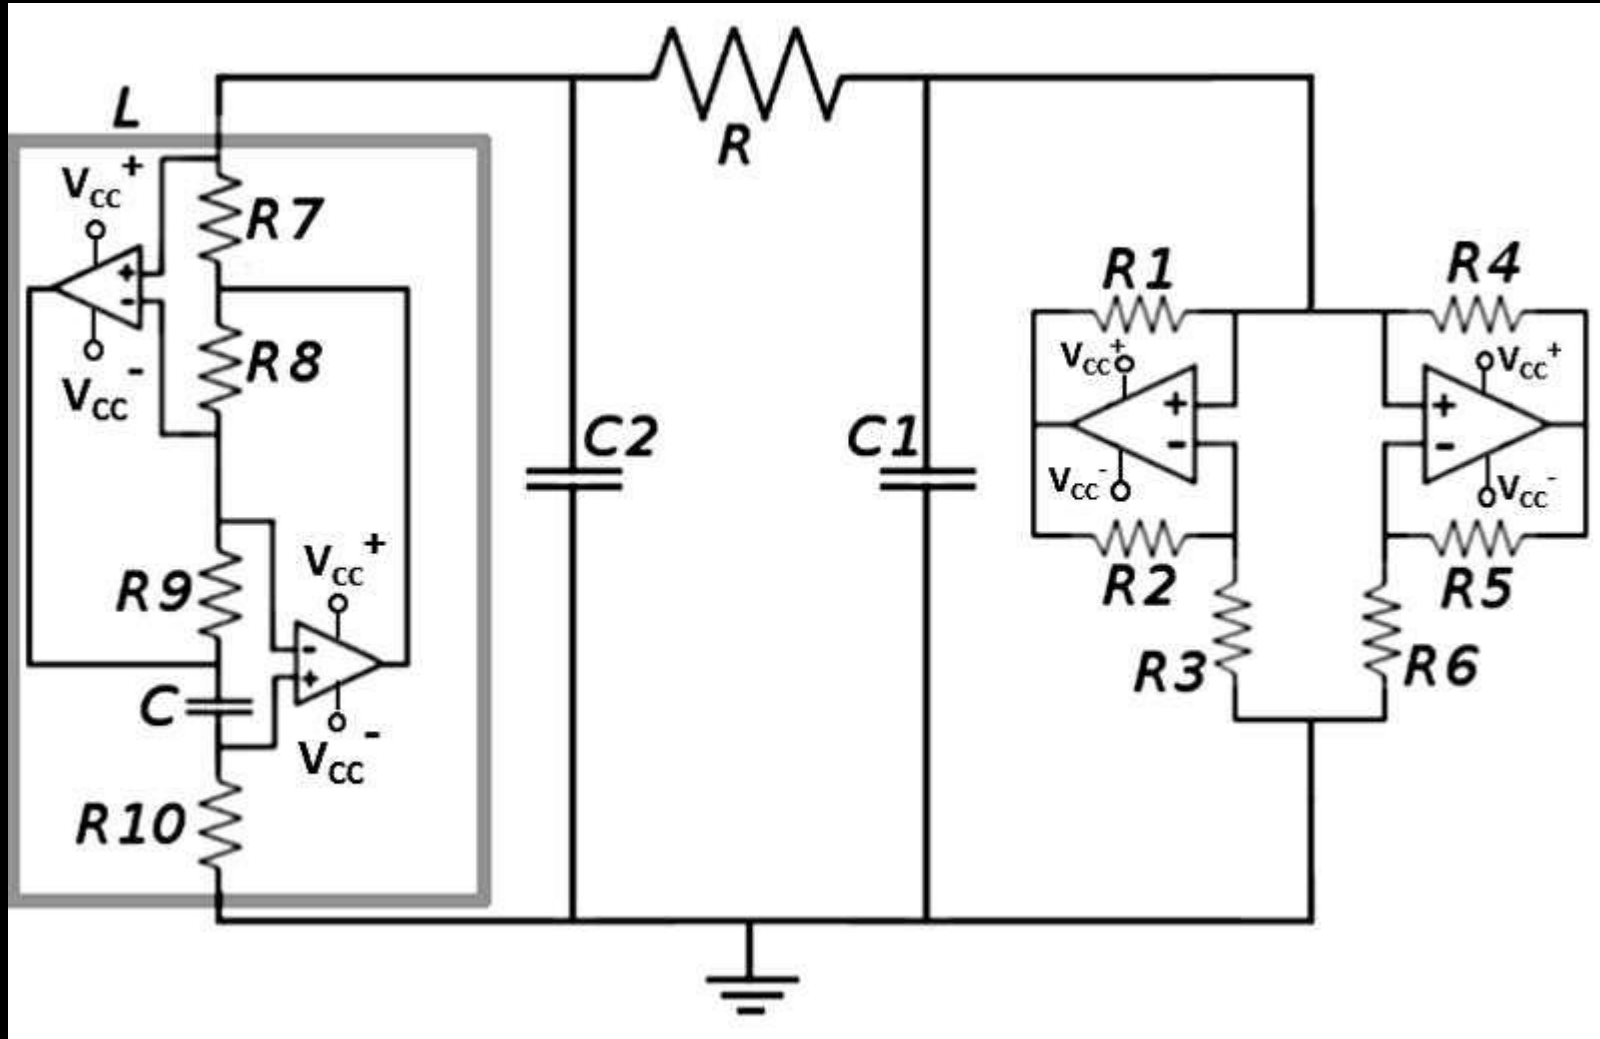 L
R
VCC+
R7
VCC-
R8
R9
VCC+
VCC-
C
R10
C2
C1
R1
R4
VCC+
VCC+
+
-
+
-
+
-
-
+
VCC-
VCC-
R2
R5
R3
R6